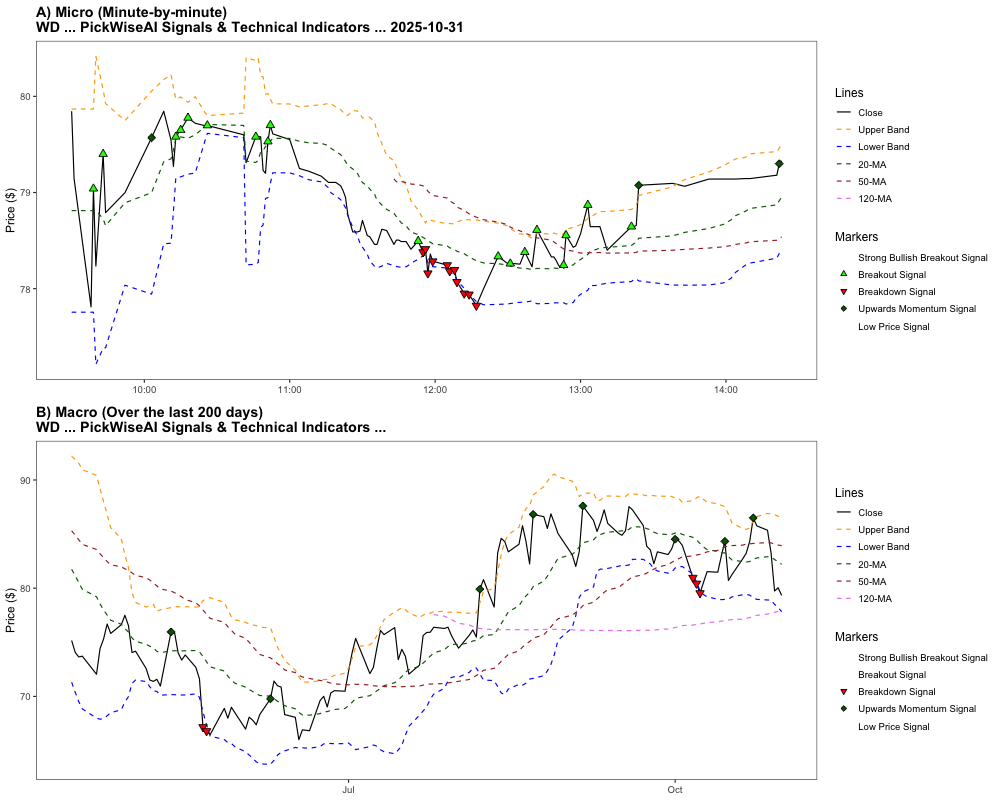 A) Micro (Minute-by-minute)
WD ... PickWiseAI Signals & Technical Indicators ... 2025-10-31
Price ($)
80
79
78
10:00
11:00
12:00
13:00
14:00
Lines
Close
Upper Band
Lower Band
20-MA
50-MA
120-MA
Markers
Strong Bullish Breakout Signal
Breakout Signal
Breakdown Signal
Upwards Momentum Signal
Low Price Signal
B) Macro (Over the last 200 days)
WD ... PickWiseAI Signals & Technical Indicators ...
Price ($)
90
80
70
Jul
Oct
Lines
Close
Upper Band
Lower Band
20-MA
50-MA
120-MA
Markers
Strong Bullish Breakout Signal
Breakout Signal
Breakdown Signal
Upwards Momentum Signal
Low Price Signal